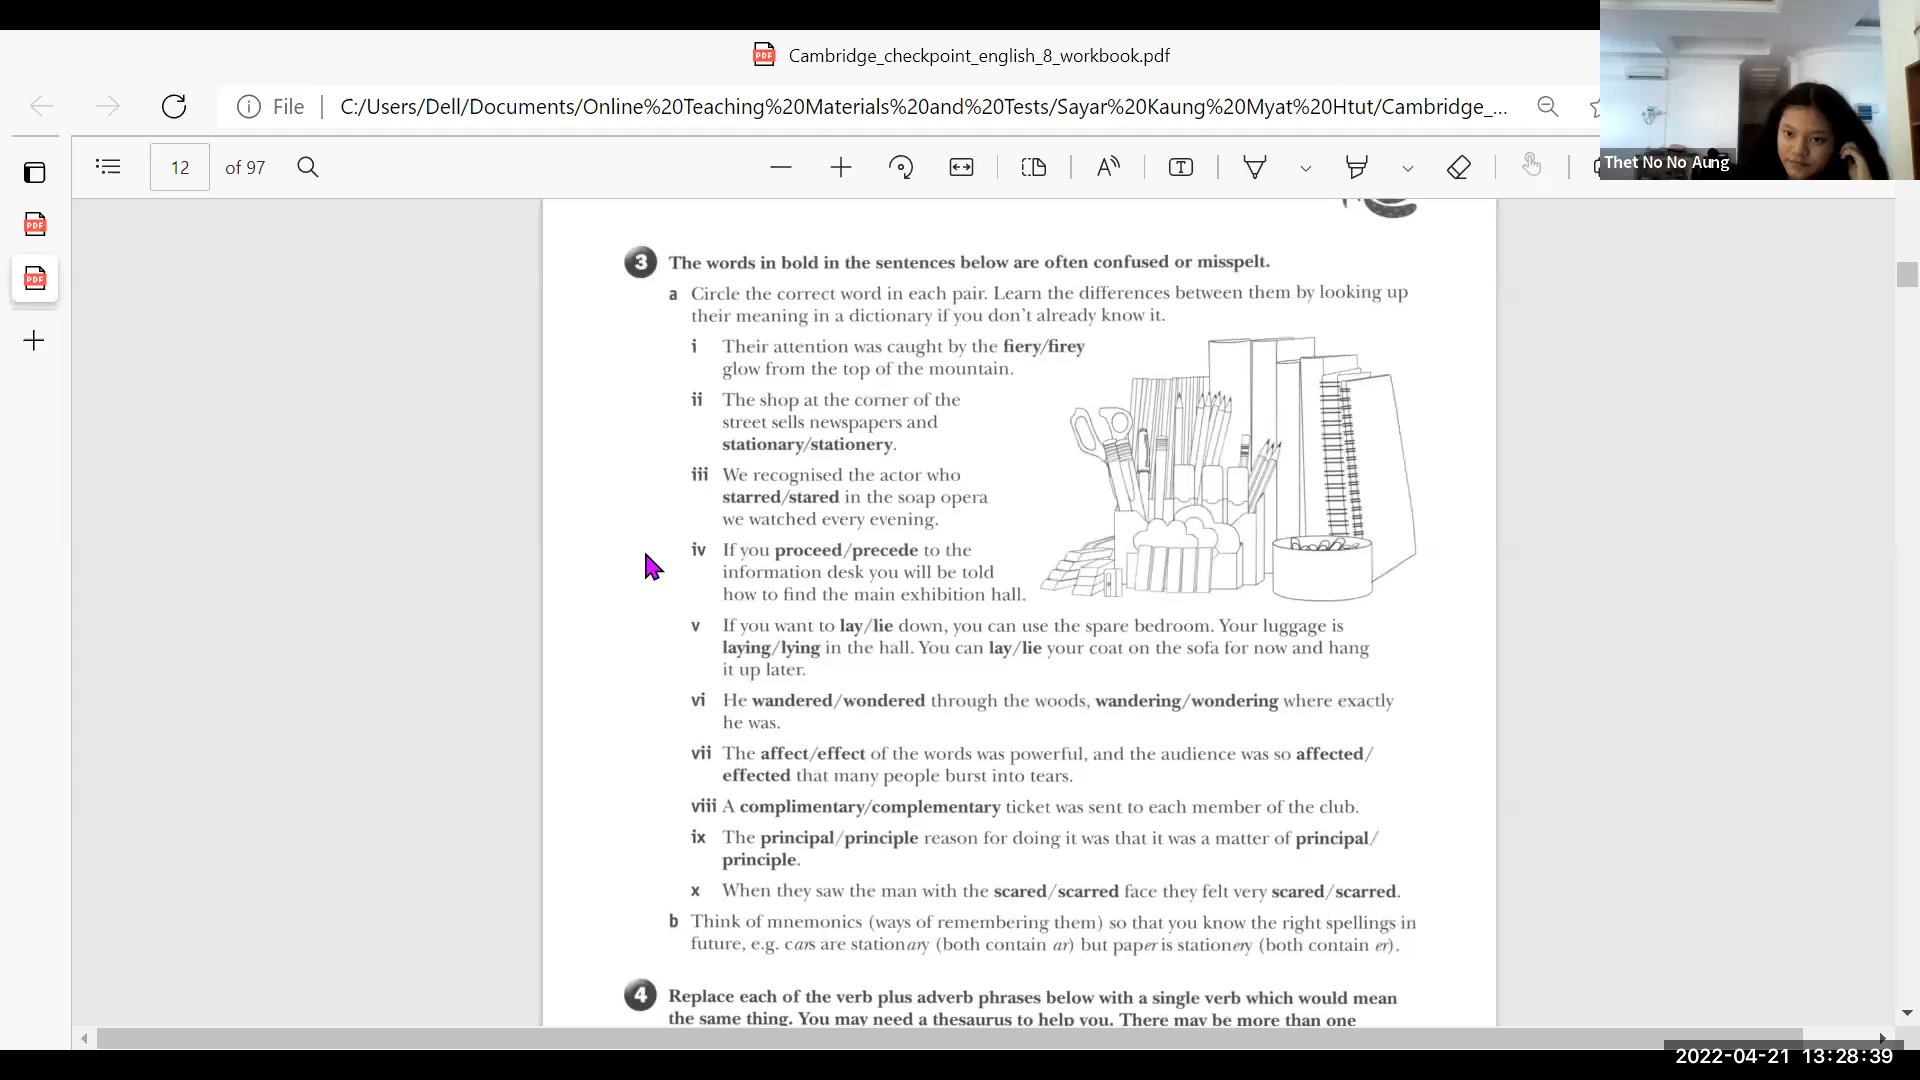 Cambridge_checkpoint_english_8_workbook.pdf
File
C:/Users/Dell/Documents/Online%20Teaching%20Materials%20and%20Tests/Sayar%20Kaung%20Myat%20Htut/Cambridge_...
Thet No No Aung
12 of 97
3 The words in bold in the sentences below are often confused or misspelt.
a Circle the correct word in each pair. Learn the differences between them by looking up
their meaning in a dictionary if you don't already know it.
i Their attention was caught by the fiery/firey
glow from the top of the mountain.
ii The shop at the corner of the
street sells newspapers and
stationary/stationery.
iii We recognised the actor who
starred/stared in the soap opera
we watched every evening.
iv If you proceed/precede to the
information desk you will be told
how to find the main exhibition hall.
v If you want to lay/lie down, you can use the spare bedroom. Your luggage is
laying/lying in the hall. You can lay/lie your coat on the sofa for now and hang
it up later.
vi He wandered/wondered through the woods, wandering/wondering where exactly
he was.
vii The affect/effect of the words was powerful, and the audience was so affected/
effected that many people burst into tears.
viii A complimentary/complementary ticket was sent to each member of the club.
ix The principal/principle reason for doing it was that it was a matter of principal/
principle.
x When they saw the man with the scared/scarred face they felt very scared/scarred.
b Think of mnemonics (ways of remembering them) so that you know the right spellings in
future, e.g. cars are stationary (both contain ar) but paper is stationery (both contain er).
4 Replace each of the verb plus adverb phrases below with a single verb which would mean
the same thing. You may need a thesaurus to help you. There may be more than one
2022-04-21 13:28:39